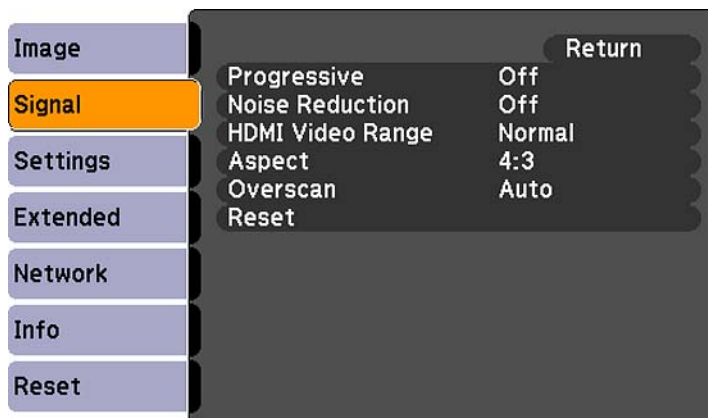 Image
Signal
Settings
Extended
Network
Info
Reset
Return
Progressive Off
Noise Reduction Off
HDMI Video Range Normal
Aspect 4:3
Overscan Auto
Reset